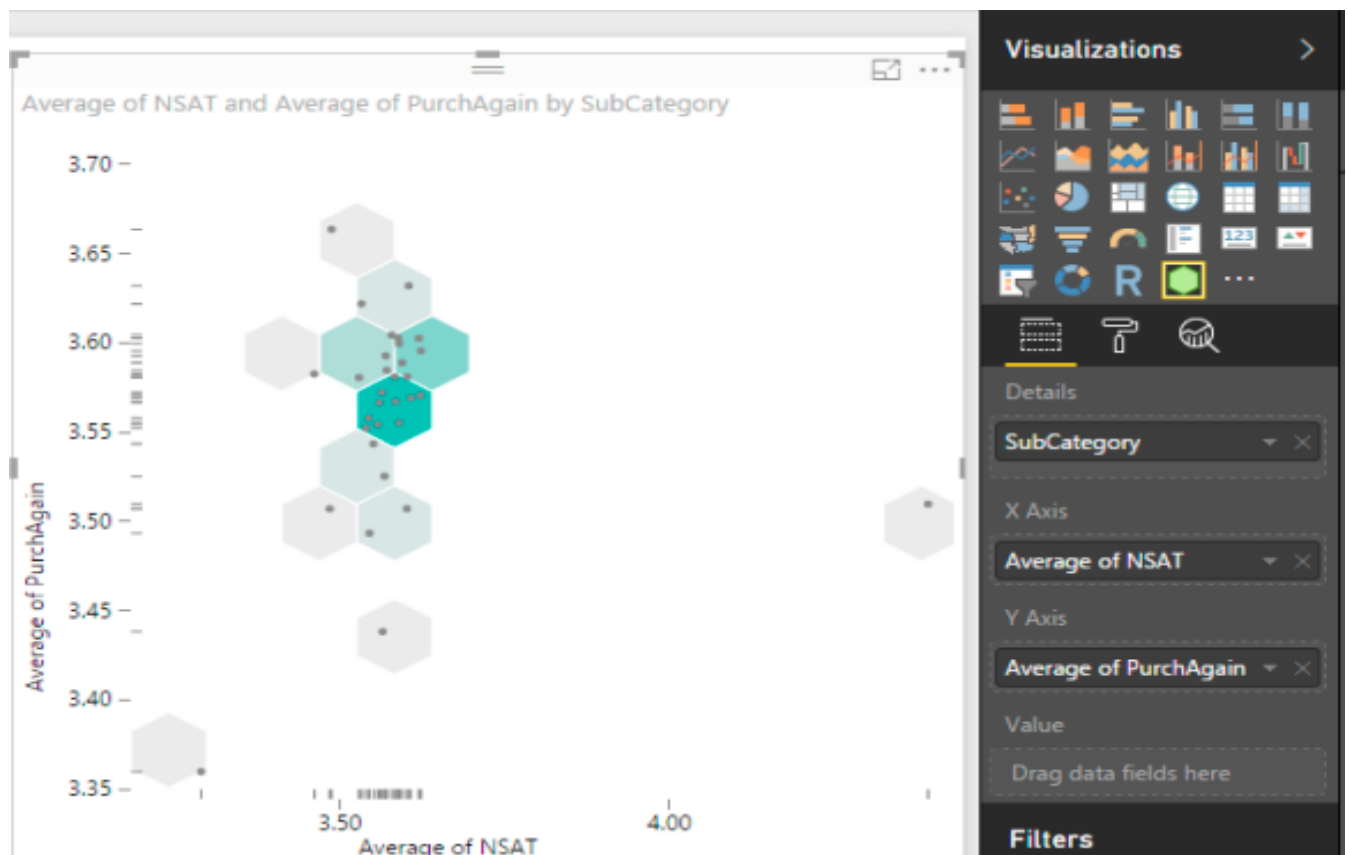 Average of NSAT and Average of PurchAgain by SubCategory
3.70
3.65
3.60
3.55
3.50
3.45
3.40
3.35
Average of PurchAgain
3.50
4.00
Average of NSAT
Visualizations
123
R
Details
SubCategory
X Axis
Average of NSAT
Y Axis
Average of PurchAgain
Value
Drag data fields here
Filters